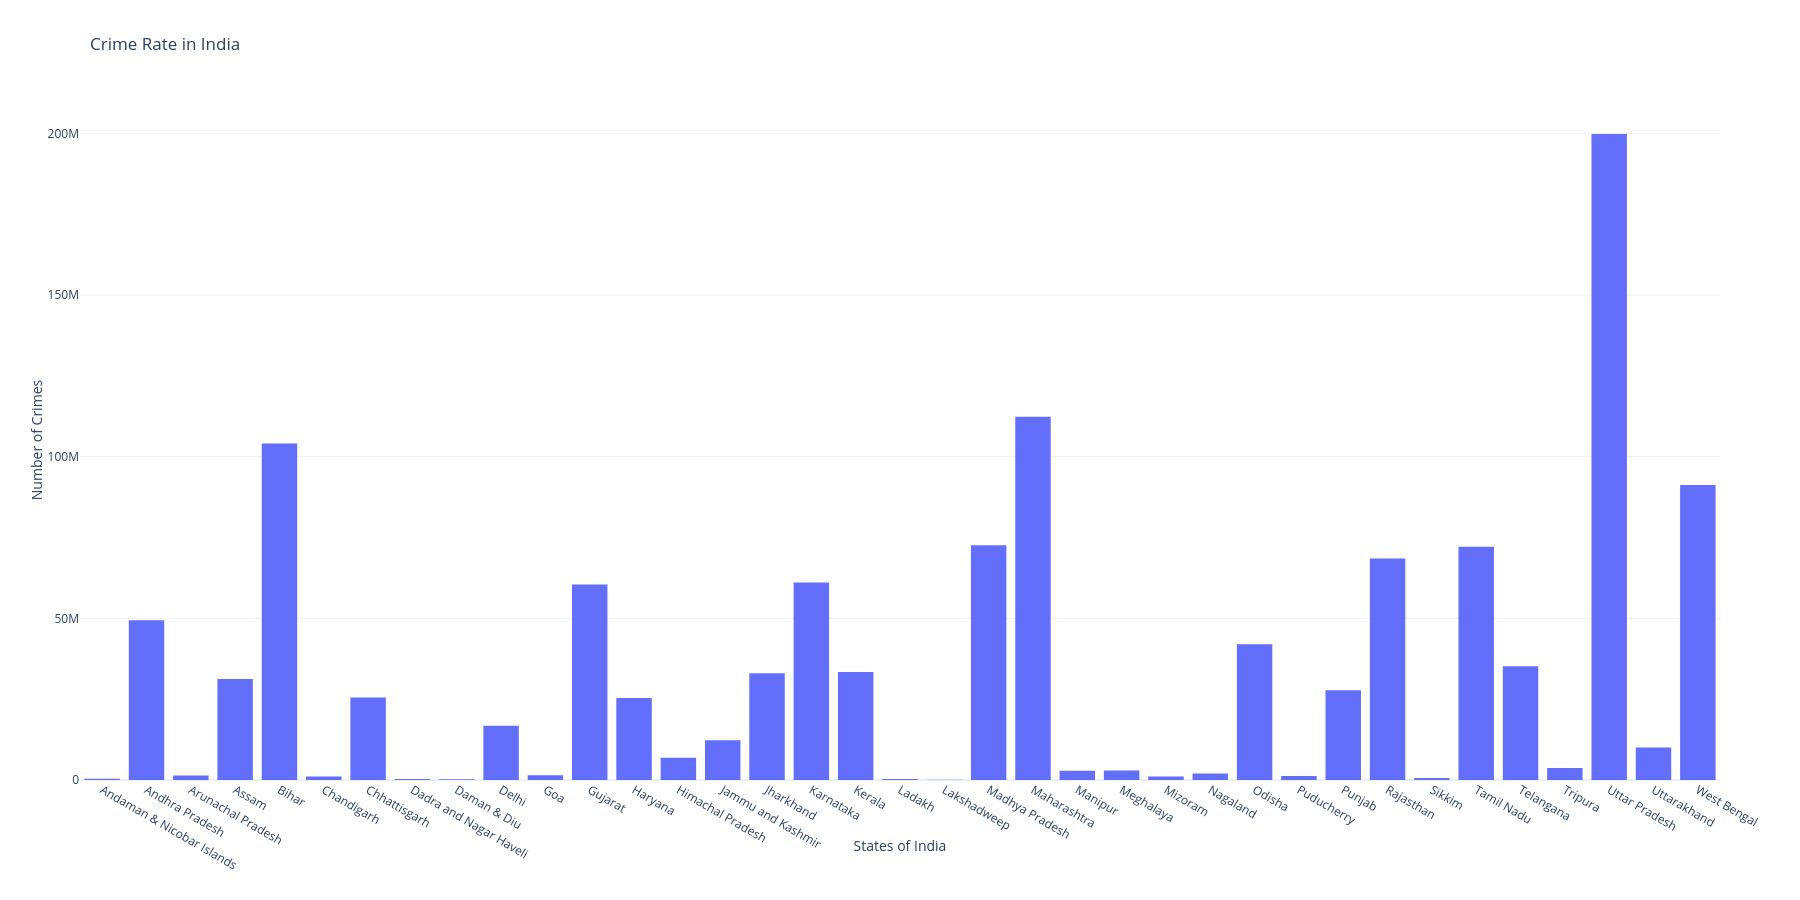 Crime Rate in India
200M
150M
100M
50M
0
Number of Crimes
Andaman & Nicobar Islands
Andhra Pradesh
Arunachal Pradesh
Assam
Bihar
Chandigarh
Chhattisgarh
Dadra and Nagar Haveli
Daman & Diu
Delhi
Goa
Gujarat
Haryana
Himachal Pradesh
Jammu and Kashmir
Jharkhand
Karnataka
Kerala
Ladakh
Lakshadweep
Madhya Pradesh
Maharashtra
Manipur
Meghalaya
Mizoram
Nagaland
Odisha
Puducherry
Punjab
Rajasthan
Sikkim
Tamil Nadu
Telangana
Tripura
Uttar Pradesh
Uttarakhand
West Bengal
States of India